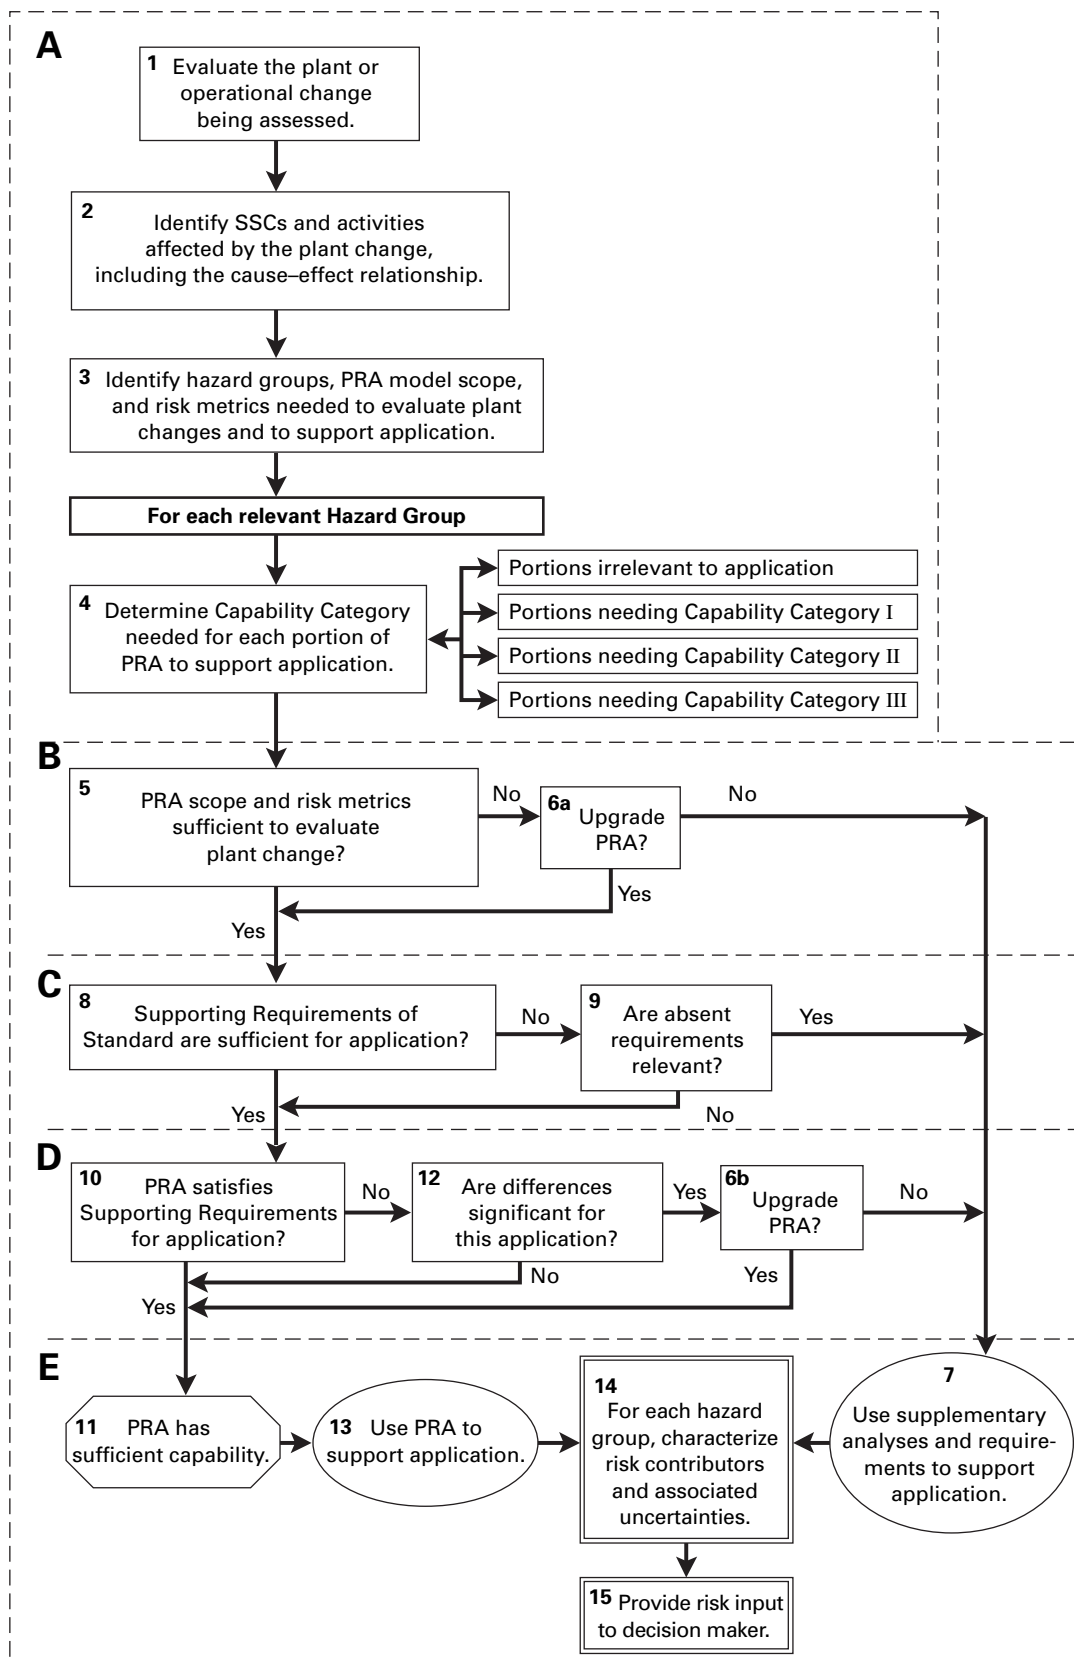 A
1 Evaluate the plant or
operational change
being assessed.
2
Identify SSCs and activities
affected by the plant change,
including the cause–effect relationship.
3 Identify hazard groups, PRA model scope,
and risk metrics needed to evaluate plant
changes and to support application.
For each relevant Hazard Group
4 Determine Capability Category
needed for each portion of
PRA to support application.
Portions irrelevant to application
Portions needing Capability Category I
Portions needing Capability Category II
Portions needing Capability Category III
B
5
PRA scope and risk metrics
sufficient to evaluate
plant change?
No
6a Upgrade
PRA?
No
Yes
Yes
C
8
Supporting Requirements of
Standard are sufficient for application?
No
9 Are absent
requirements
relevant?
Yes
Yes
No
D
10 PRA satisfies
Supporting Requirements
for application?
No
12 Are differences
significant for
this application?
Yes
6b
Upgrade
PRA?
No
No
Yes
Yes
E
11 PRA has
sufficient capability.
13 Use PRA to
support application.
14
For each hazard
group, characterize
risk contributors
and associated
uncertainties.
7
Use supplementary
analyses and require-
ments to support
application.
15 Provide risk input
to decision maker.